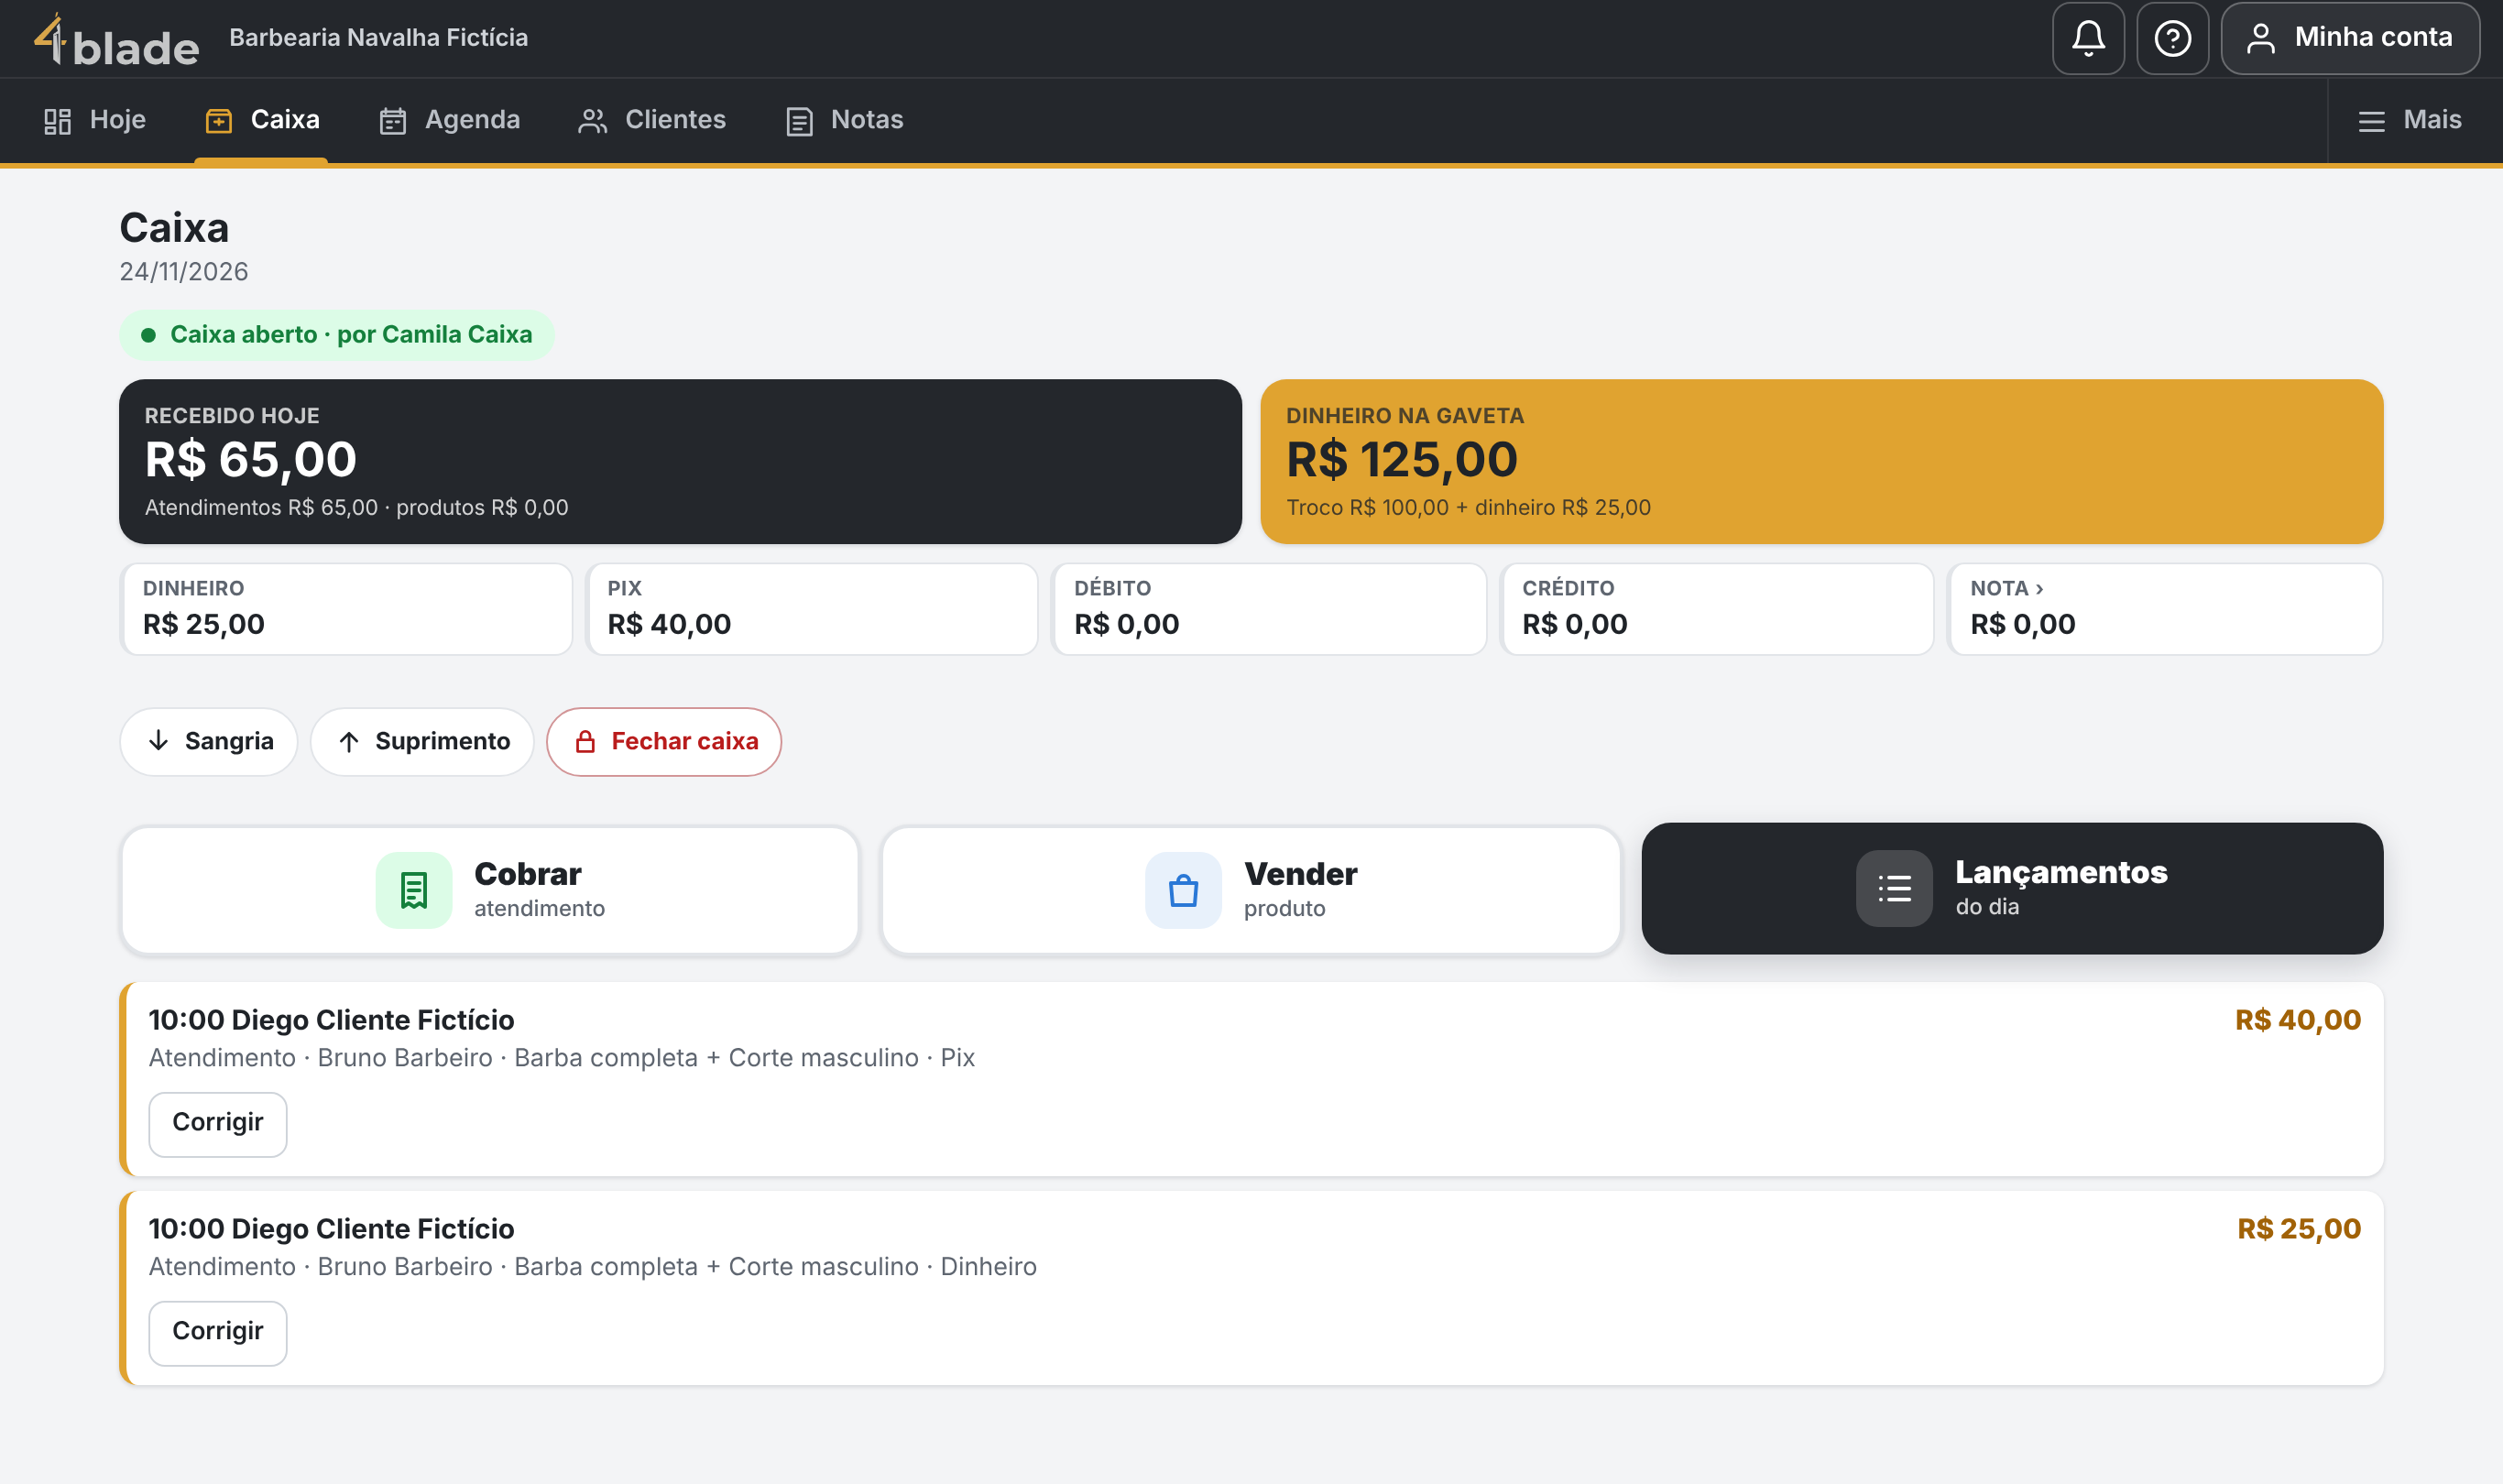 4blade
Barbearia Navalha Fictícia
Minha conta
Hoje
Caixa
Agenda
Clientes
Notas
Mais
Caixa
24/11/2026
Caixa aberto · por Camila Caixa
RECEBIDO HOJE
R$ 65,00
Atendimentos R$ 65,00 · produtos R$ 0,00
DINHEIRO NA GAVETA
R$ 125,00
Troco R$ 100,00 + dinheiro R$ 25,00
DINHEIRO
R$ 25,00
PIX
R$ 40,00
DÉBITO
R$ 0,00
CRÉDITO
R$ 0,00
NOTA ›
R$ 0,00
Sangria
Suprimento
Fechar caixa
Cobrar
atendimento
Vender
produto
Lançamentos
do dia
10:00 Diego Cliente Fictício
R$ 40,00
Atendimento · Bruno Barbeiro · Barba completa + Corte masculino · Pix
Corrigir
10:00 Diego Cliente Fictício
R$ 25,00
Atendimento · Bruno Barbeiro · Barba completa + Corte masculino · Dinheiro
Corrigir